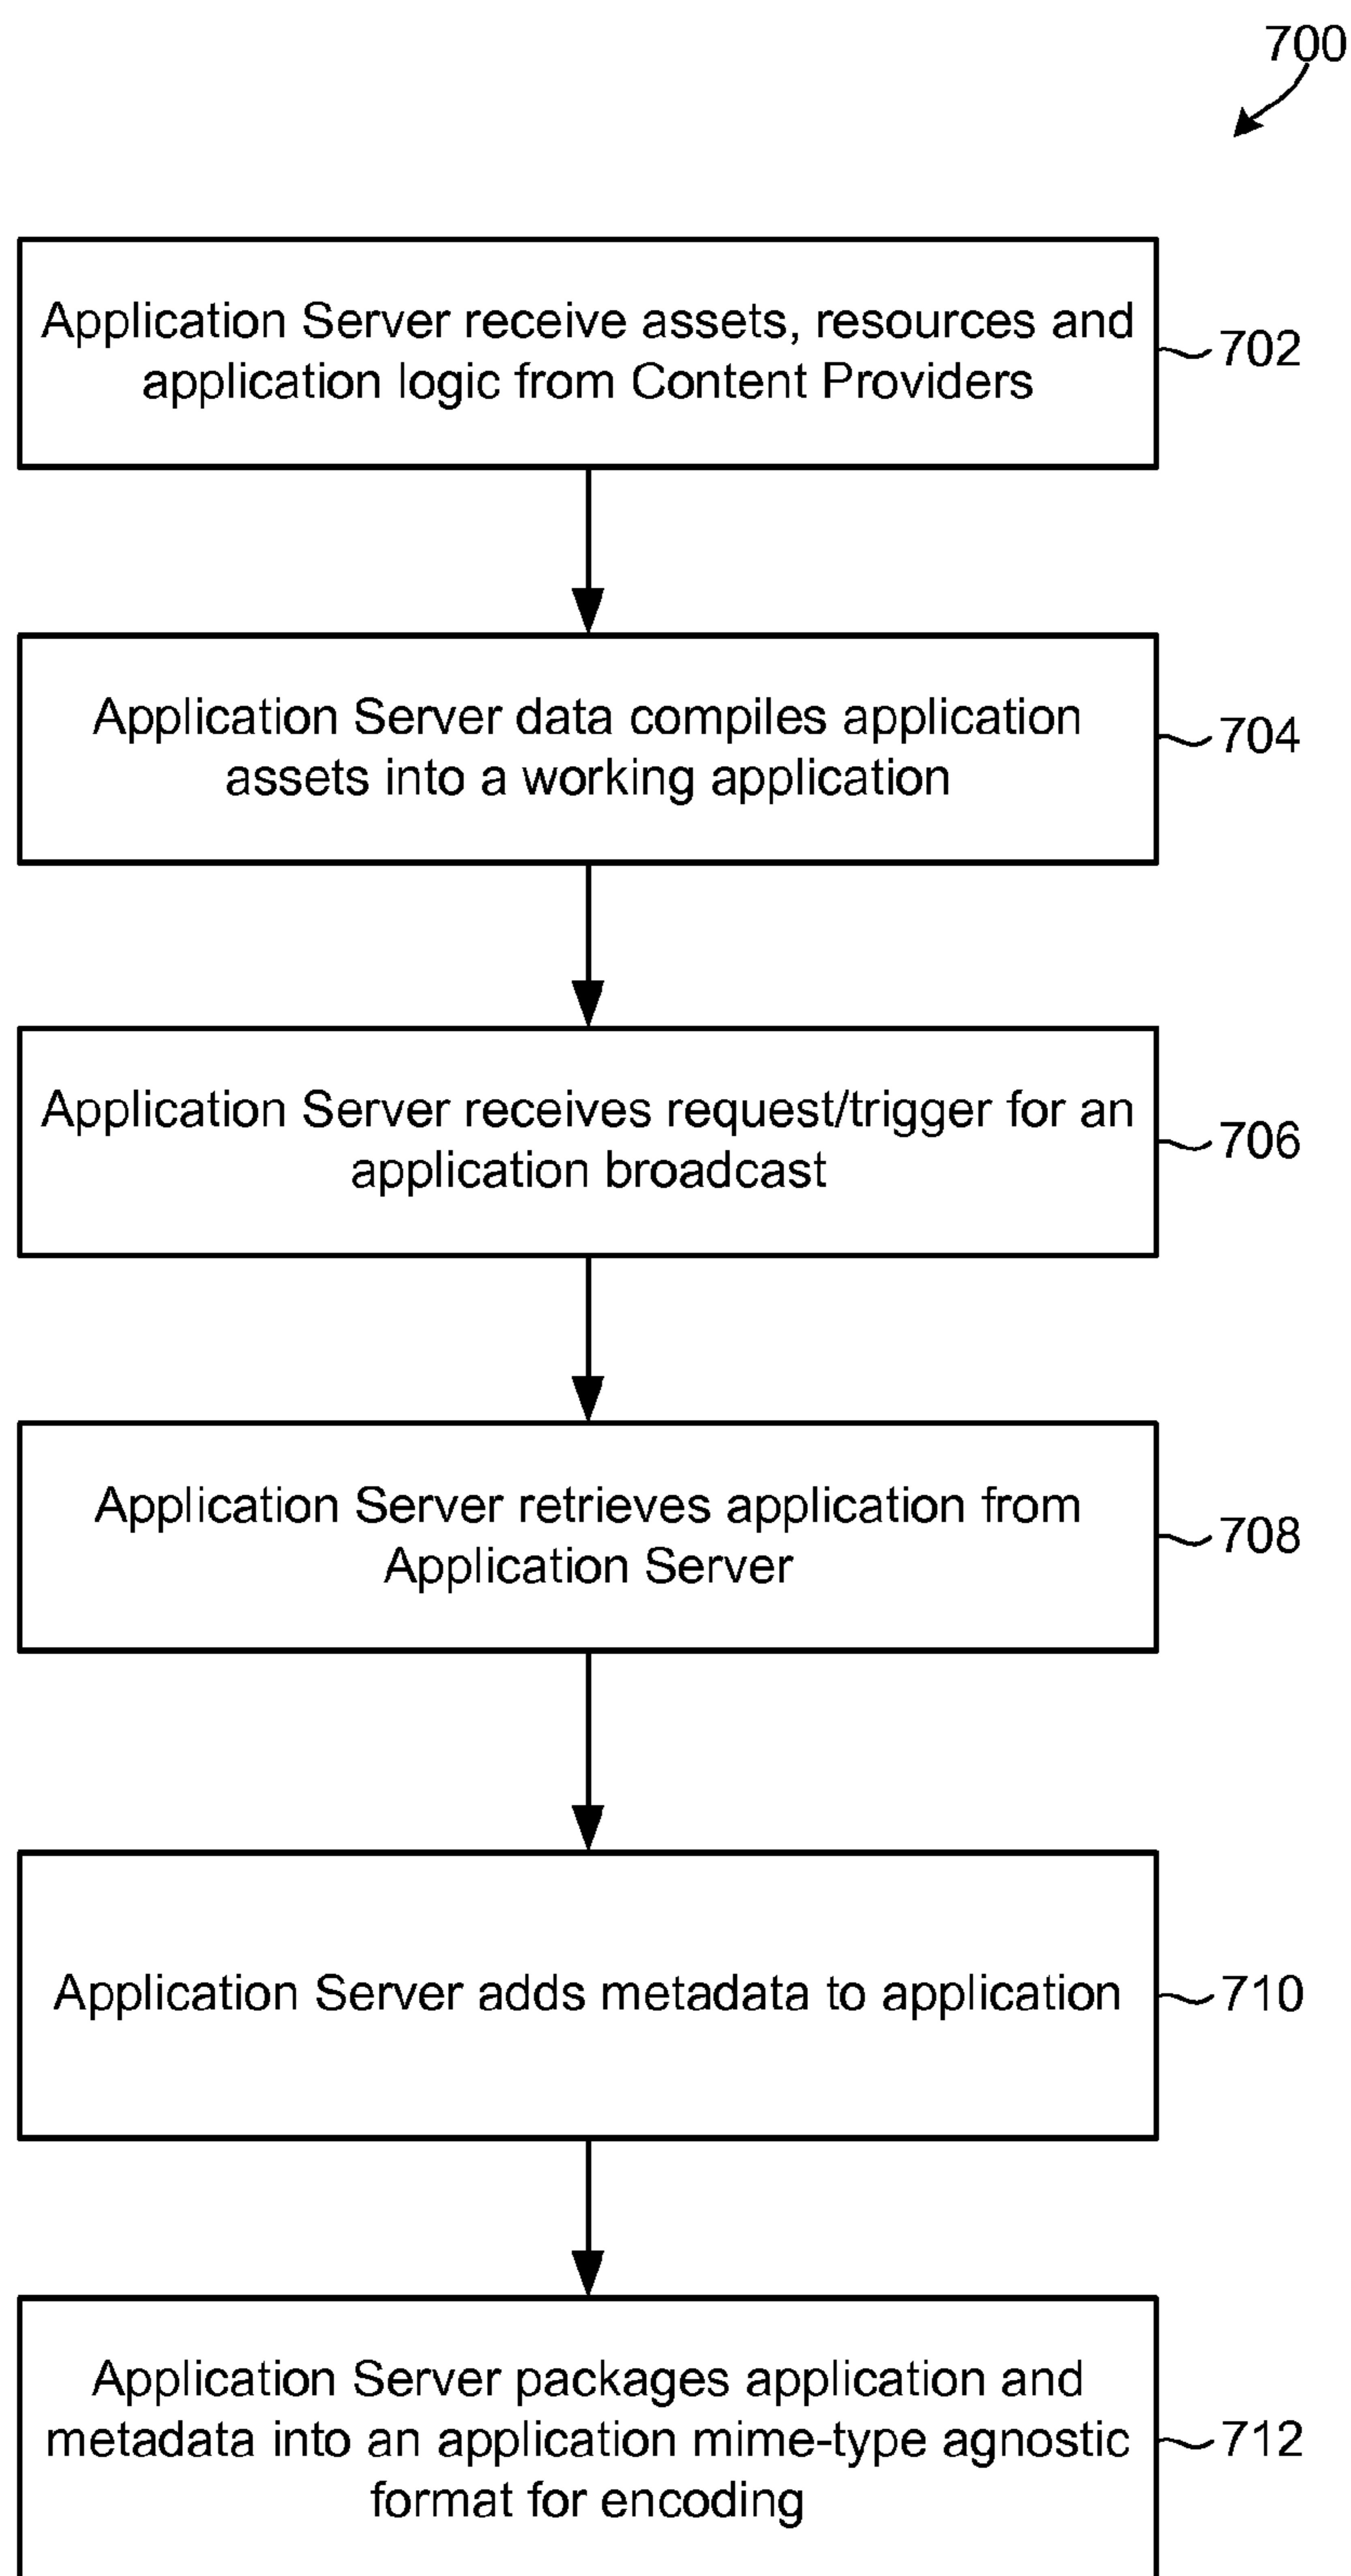 700
Application Server receive assets, resources and
application logic from Content Providers
702
Application Server data compiles application
assets into a working application
704
Application Server receives request/trigger for an
application broadcast
706
Application Server retrieves application from
Application Server
708
Application Server adds metadata to application
710
Application Server packages application and
metadata into an application mime-type agnostic
format for encoding
712